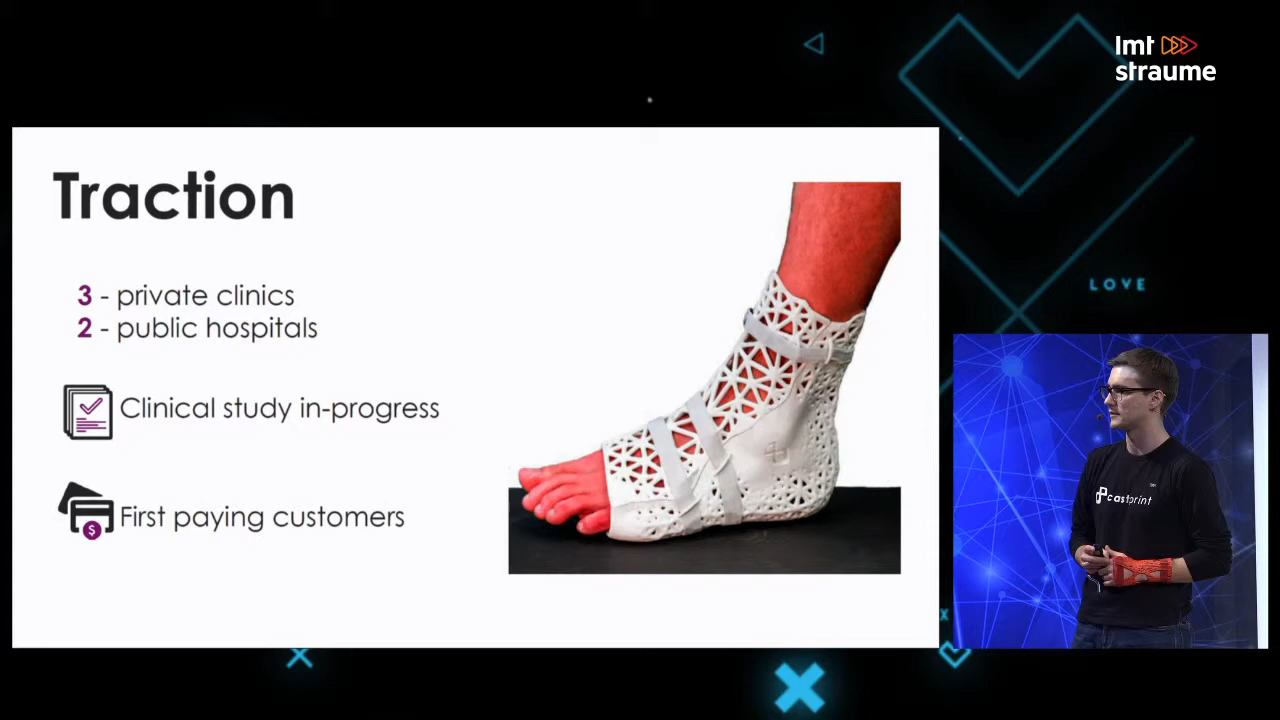 lmt
straume
Traction
3 - private clinics
2 - public hospitals
Clinical study in-progress
$
First paying customers
LOVE
castprint
X